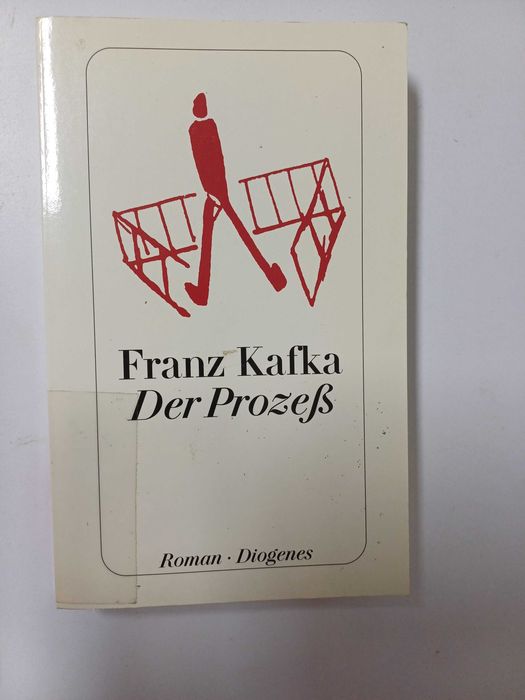 Franz Kafka
Der Prozeß
Roman · Diogenes